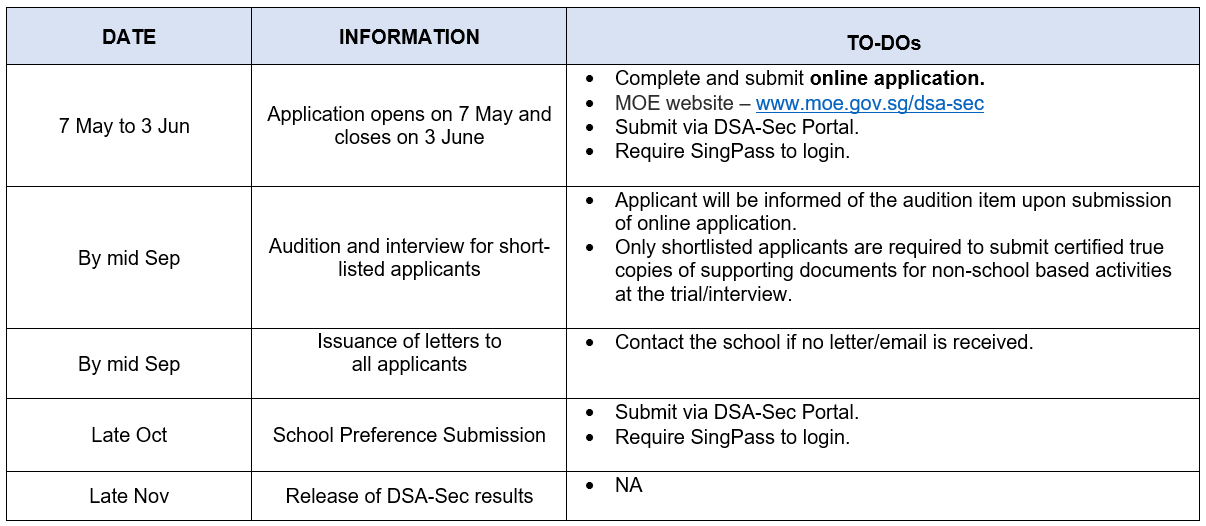 DATE
INFORMATION
TO-DOs
7 May to 3 Jun
Application opens on 7 May and
closes on 3 June
• Complete and submit online application.
• MOE website – www.moe.gov.sg/dsa-sec
• Submit via DSA-Sec Portal.
• Require SingPass to login.
By mid Sep
Audition and interview for short-
listed applicants
• Applicant will be informed of the audition item upon submission
of online application.
• Only shortlisted applicants are required to submit certified true
copies of supporting documents for non-school based activities
at the trial/interview.
By mid Sep
Issuance of letters to
all applicants
• Contact the school if no letter/email is received.
Late Oct
School Preference Submission
• Submit via DSA-Sec Portal.
• Require SingPass to login.
Late Nov
Release of DSA-Sec results
• NA